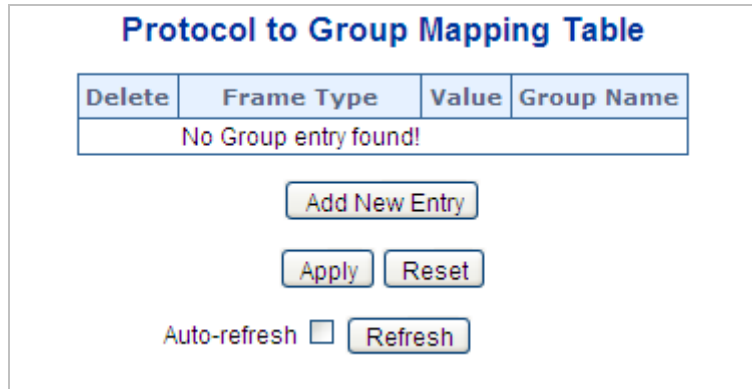 Protocol to Group Mapping Table
Delete Frame Type Value Group Name
No Group entry found!
Add New Entry
Apply Reset
Auto-refresh Refresh